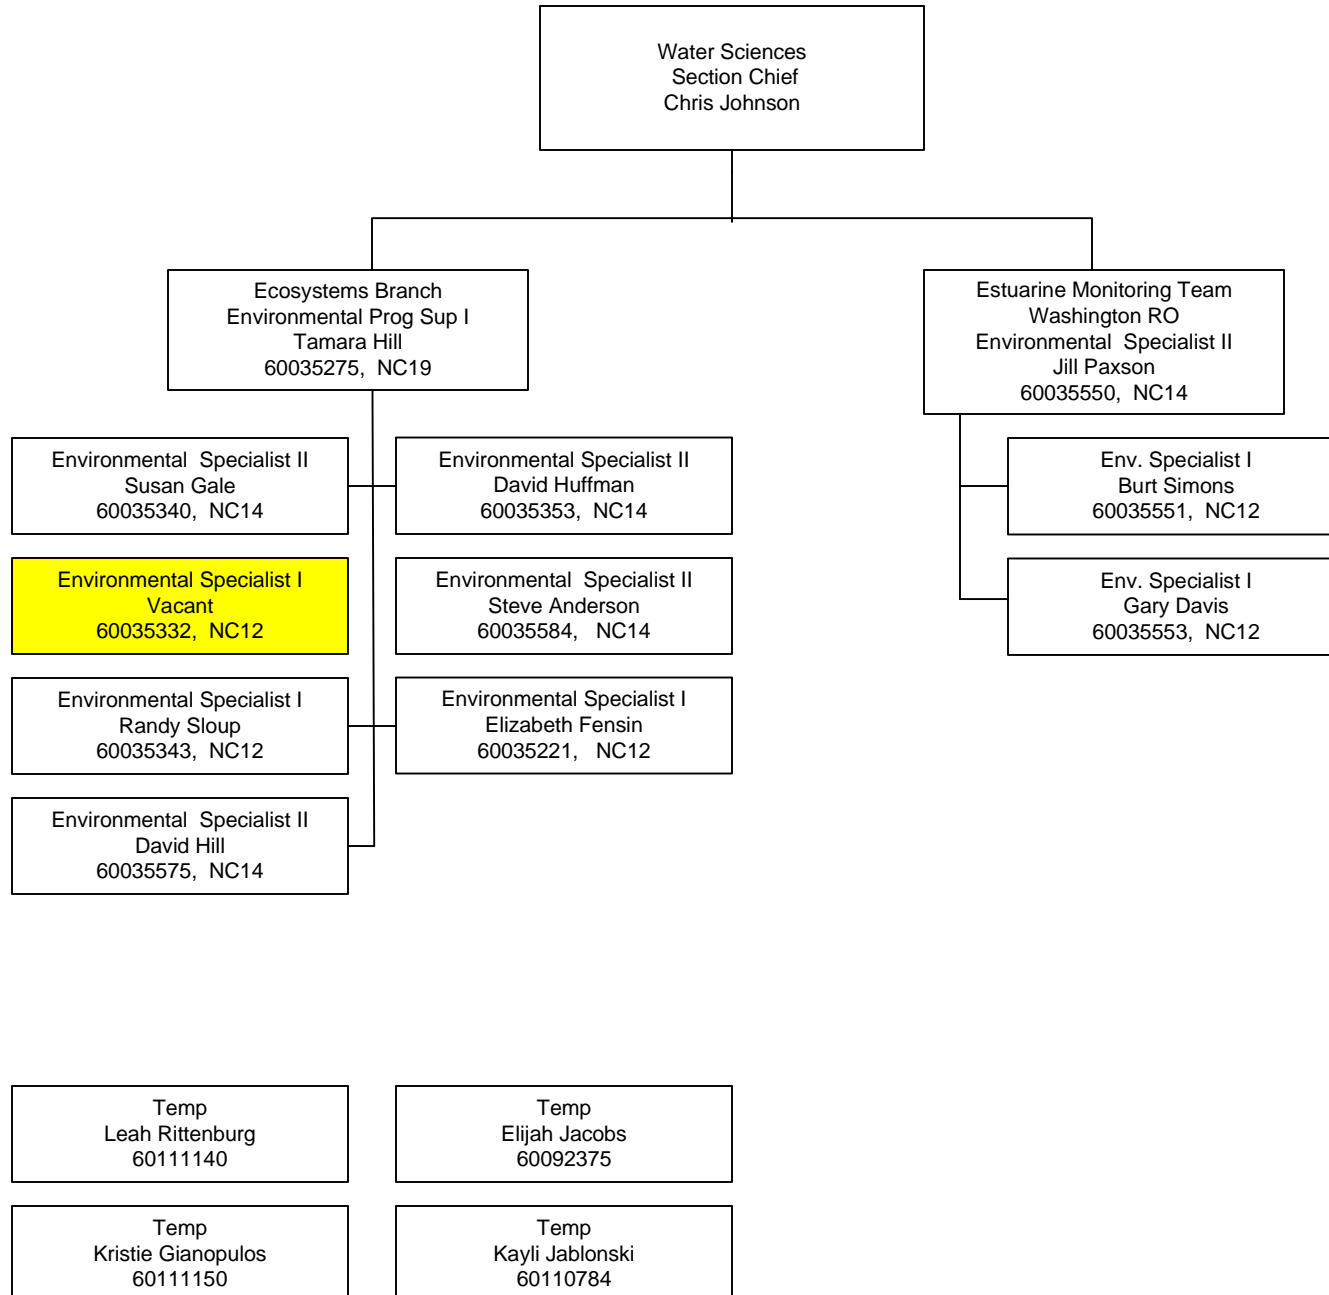 Water Sciences
Section Chief
Chris Johnson
Ecosystems Branch
Environmental Prog Sup I
Tamara Hill
60035275, NC19
Estuarine Monitoring Team
Washington RO
Environmental Specialist II
Jill Paxson
60035550, NC14
Environmental Specialist II
Susan Gale
60035340, NC14
Environmental Specialist II
David Huffman
60035353, NC14
Env. Specialist I
Burt Simons
60035551, NC12
Environmental Specialist I
Vacant
60035332, NC12
Environmental Specialist II
Steve Anderson
60035584, NC14
Env. Specialist I
Gary Davis
60035553, NC12
Environmental Specialist I
Randy Sloup
60035343, NC12
Environmental Specialist I
Elizabeth Fensin
60035221, NC12
Environmental Specialist II
David Hill
60035575, NC14
Temp
Leah Rittenburg
60111140
Temp
Elijah Jacobs
60092375
Temp
Kristie Gianopulos
60111150
Temp
Kayli Jablonski
60110784